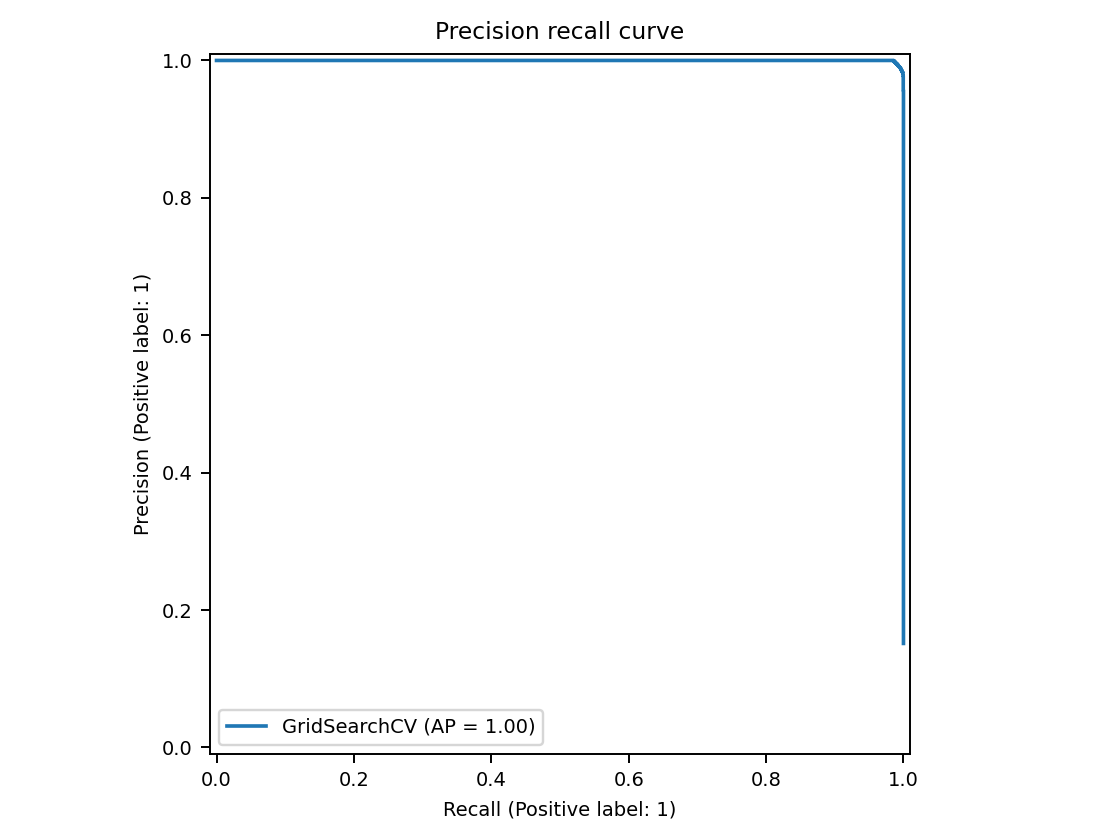 Precision recall curve
1.0
0.8
0.6
0.4
0.2
0.0
Precision (Positive label: 1)
GridSearchCV (AP = 1.00)
0.0 0.2 0.4 0.6 0.8 1.0
Recall (Positive label: 1)